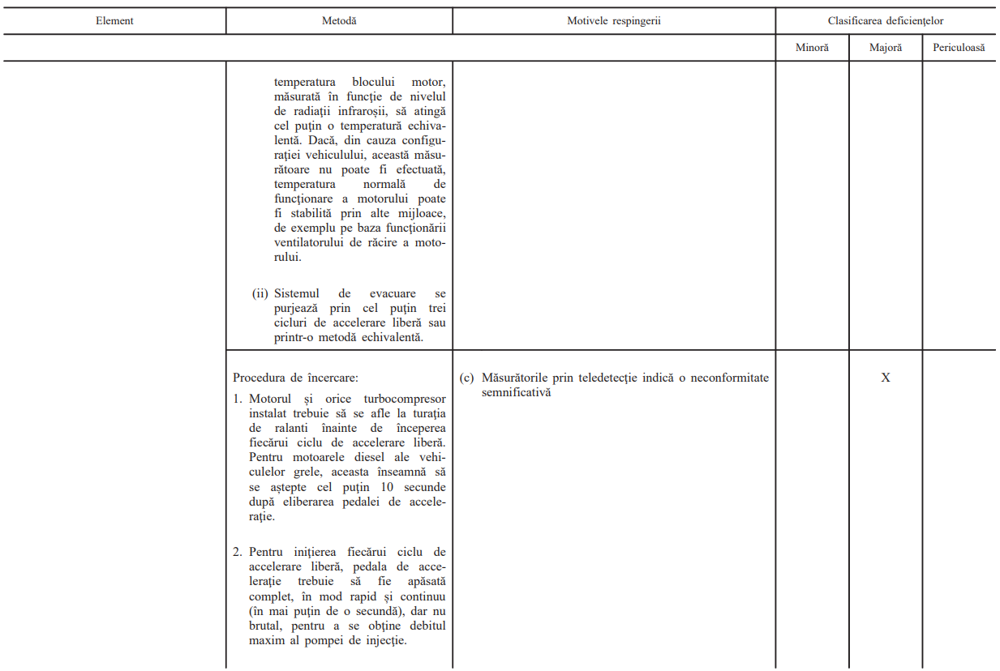 Element Metodă Motivele respingerii Clasificarea deficiențelor
Minoră Majoră Periculoasă
temperatura blocului motor,
măsurată în funcție de nivelul
de radiații infraroșii, să atingă
cel puțin o temperatură echiva-
lentă. Dacă, din cauza configu-
rației vehiculului, această măsu-
rătoare nu poate fi efectuată,
temperatura normală de
funcționare a motorului poate
fi stabilită prin alte mijloace,
de exemplu pe baza funcționării
ventilatorului de răcire a moto-
rului.
(ii) Sistemul de evacuare se
purjează prin cel puțin trei
cicluri de accelerare liberă sau
printr-o metodă echivalentă.
Procedura de încercare:
1. Motorul și orice turbocompresor
instalat trebuie să se afle la turația
de ralanti înainte de începerea
fiecărui ciclu de accelerare liberă.
Pentru motoarele diesel ale vehi-
culelor grele, aceasta înseamnă să
se aștepte cel puțin 10 secunde
după eliberarea pedalei de accele-
rație.
2. Pentru inițierea fiecărui ciclu de
accelerare liberă, pedala de acce-
lerație trebuie să fie apăsată
complet, în mod rapid și continuu
(în mai puțin de o secundă), dar nu
brutal, pentru a se obține debitul
maxim al pompei de injecție.
(c) Măsurătorile prin teledetecție indică o neconformitate
semnificativă
X